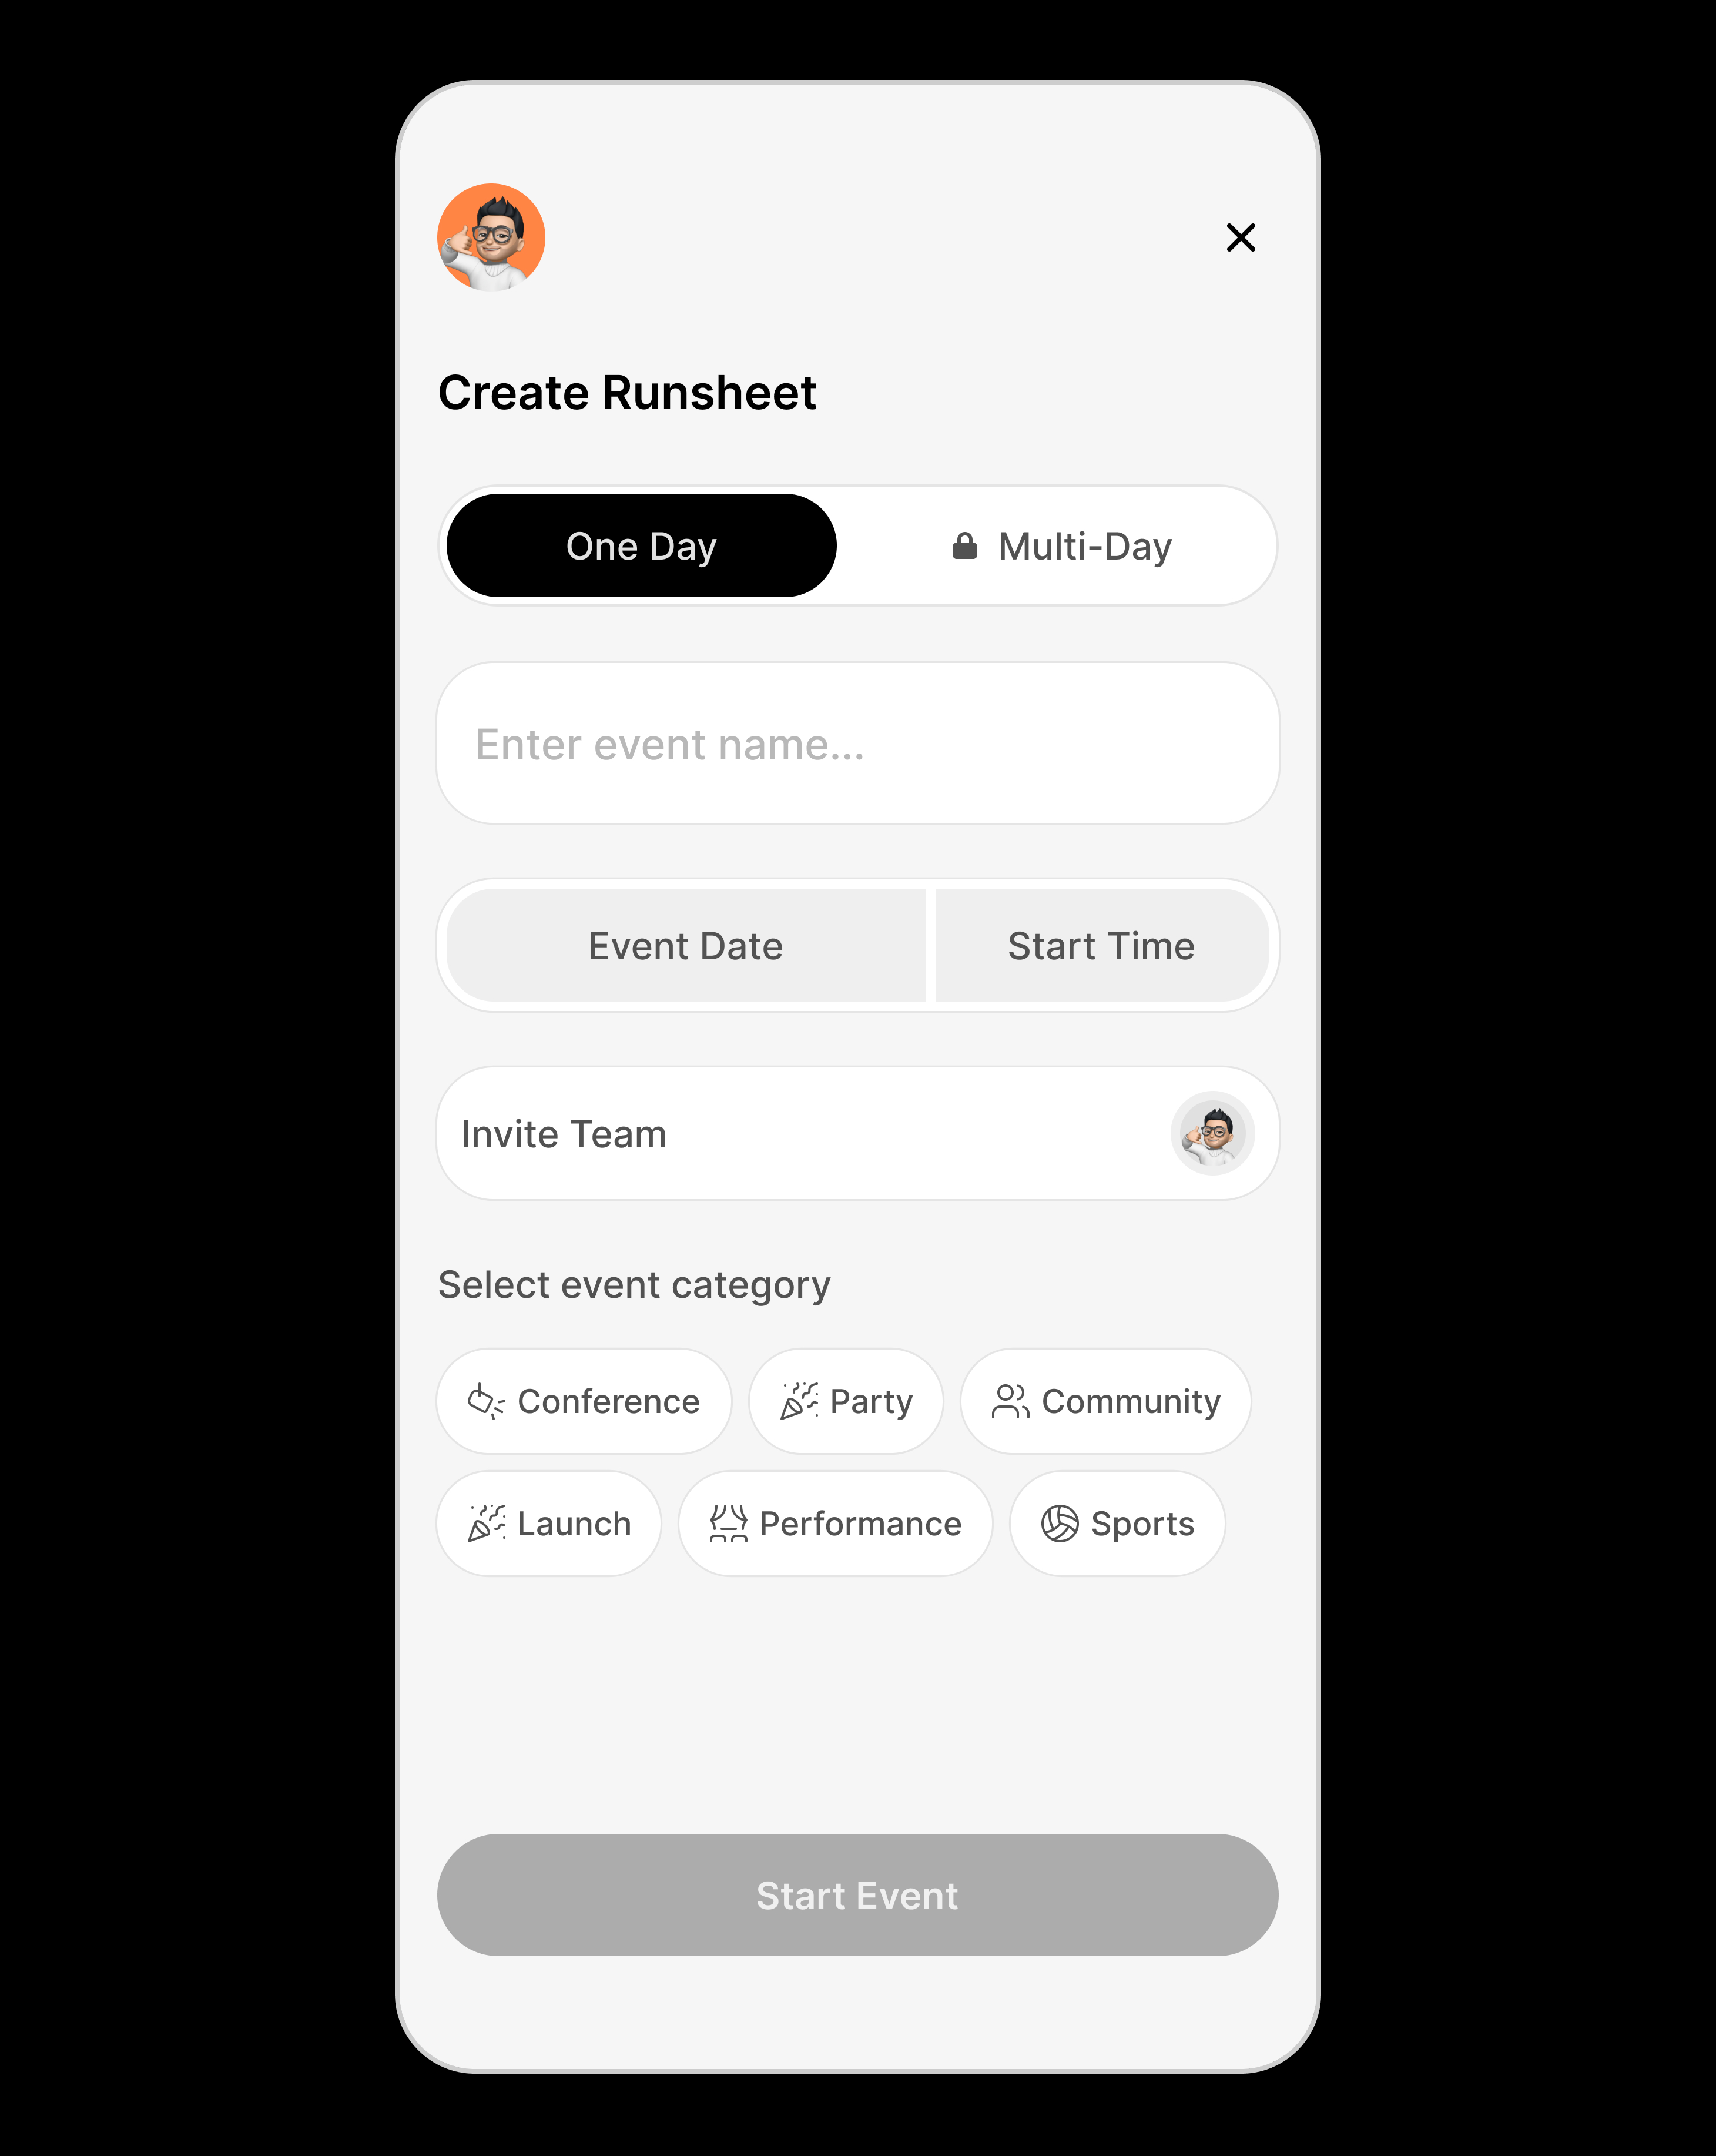 Create Runsheet
One Day Multi-Day
Enter event name...
Event Date Start Time
Invite Team
Select event category
Conference Party Community
Launch Performance Sports
Start Event